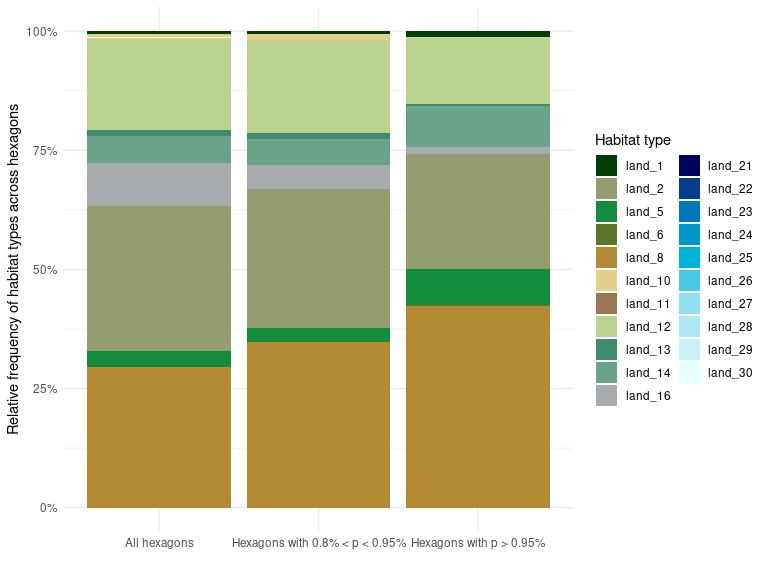 Relative frequency of habitat types across hexagons
100%
75%
50%
25%
0%
All hexagons
Hexagons with 0.8% < p < 0.95%
Hexagons with p > 0.95%
Habitat type
land_1
land_2
land_5
land_6
land_8
land_10
land_11
land_12
land_13
land_14
land_16
land_21
land_22
land_23
land_24
land_25
land_26
land_27
land_28
land_29
land_30